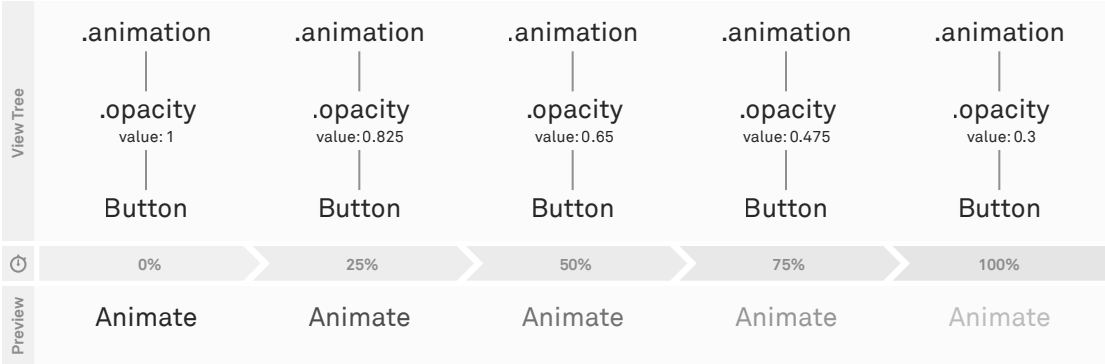 View Tree
.animation .animation .animation .animation .animation
.opacity .opacity .opacity .opacity .opacity
value: 1 value: 0.825 value: 0.65 value: 0.475 value: 0.3
Button Button Button Button Button
0% 25% 50% 75% 100%
Preview
Animate Animate Animate Animate Animate